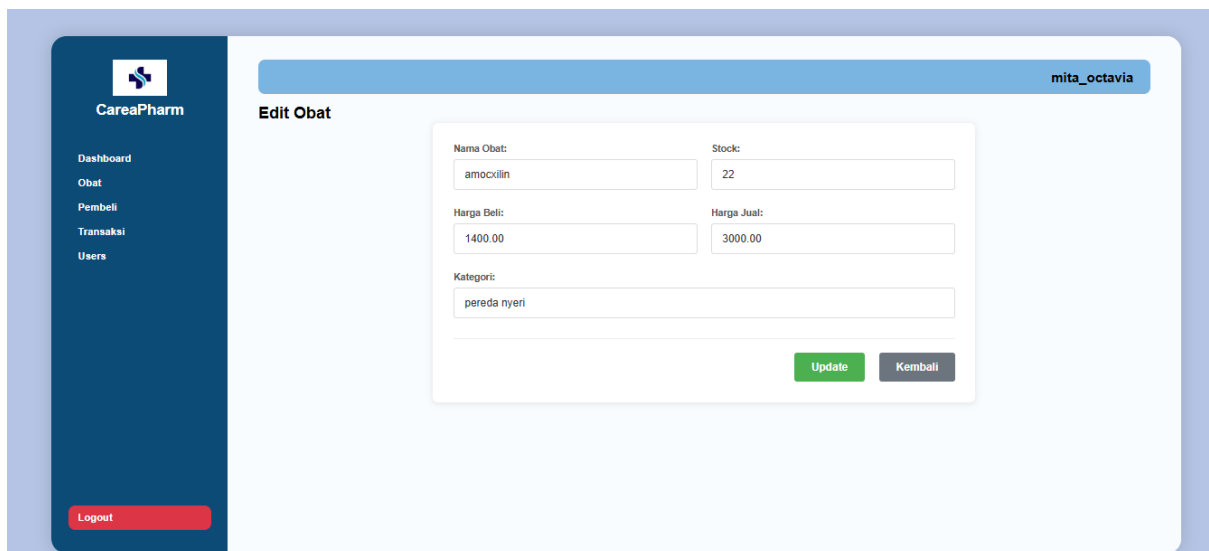 CareaPharm
Dashboard
Obat
Pembeli
Transaksi
Users
Logout
mita_octavia
Edit Obat
Nama Obat: Stock:
amocxilin 22
Harga Beli: Harga Jual:
1400.00 3000.00
Kategori:
pereda nyeri
Update Kembali